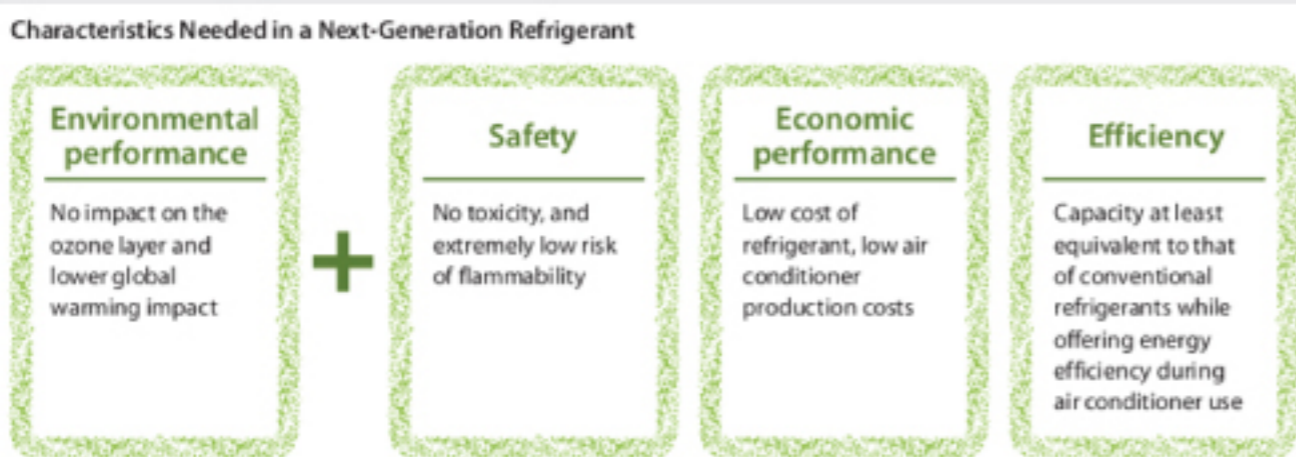 Characteristics Needed in a Next-Generation Refrigerant
Environmental
performance
No impact on the
ozone layer and
lower global
warming impact
+
Safety
No toxicity, and
extremely low risk
of flammability
Economic
performance
Low cost of
refrigerant, low air
conditioner
production costs
Efficiency
Capacity at least
equivalent to that
of conventional
refrigerants while
offering energy
efficiency during
air conditioner use